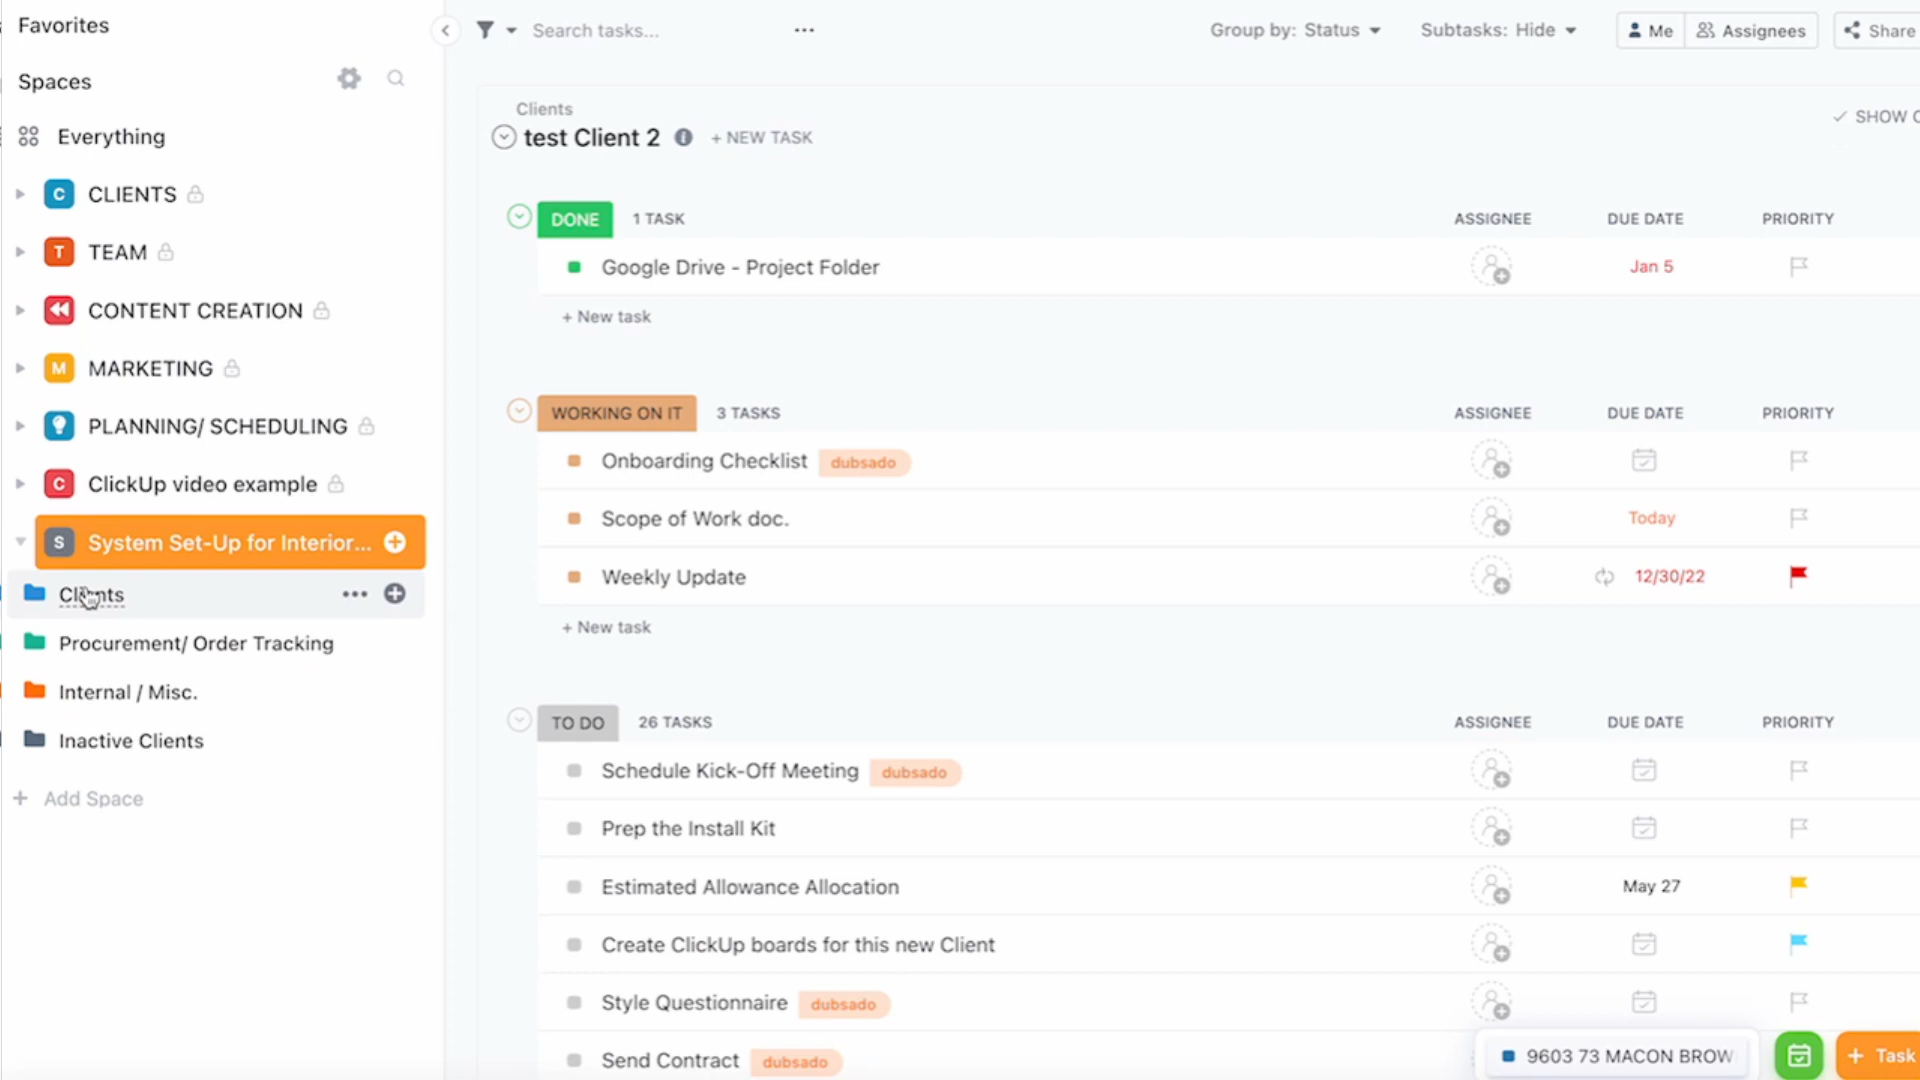 Favorites
Spaces
Everything
C CLIENTS
T TEAM
CONTENT CREATION
M MARKETING
PLANNING/ SCHEDULING
C ClickUp video example
S System Set-Up for Interior...
Clients
Procurement/ Order Tracking
Internal / Misc.
Inactive Clients
+ Add Space
Search tasks... ...
Group by: Status Subtasks: Hide Me Assignees Share
Clients
test Client 2 + NEW TASK
SHOW C
DONE 1 TASK ASSIGNEE DUE DATE PRIORITY
Google Drive - Project Folder Jan 5
+ New task
WORKING ON IT 3 TASKS ASSIGNEE DUE DATE PRIORITY
Onboarding Checklist dubsado
Scope of Work doc. Today
Weekly Update 12/30/22
+ New task
TO DO 26 TASKS ASSIGNEE DUE DATE PRIORITY
Schedule Kick-Off Meeting dubsado
Prep the Install Kit
Estimated Allowance Allocation May 27
Create ClickUp boards for this new Client
Style Questionnaire dubsado
Send Contract dubsado
9603 73 MACON BROW
+ Task